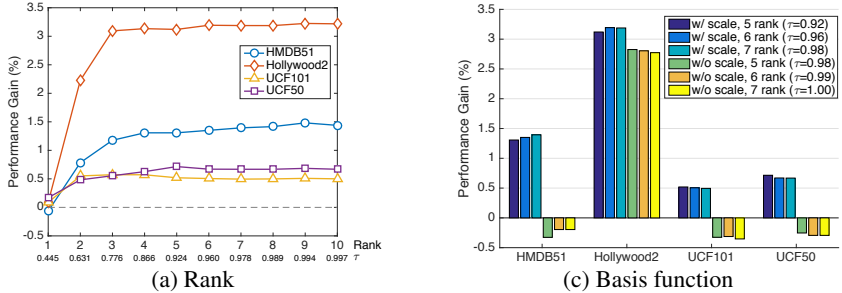 Performance Gain (%)
4
3.5
3
2.5
2
1.5
1
0.5
0
-0.5
HMDB51
Hollywood2
UCF101
UCF50
1 2 3 4 5 6 7 8 9 10 Rank
0.445 0.631 0.776 0.866 0.924 0.960 0.978 0.989 0.994 0.997 τ
(a) Rank
Performance Gain (%)
3.5
3
2.5
2
1.5
1
0.5
0
-0.5
w/ scale, 5 rank (τ=0.92)
w/ scale, 6 rank (τ=0.96)
w/ scale, 7 rank (τ=0.98)
w/o scale, 5 rank (τ=0.98)
w/o scale, 6 rank (τ=0.99)
w/o scale, 7 rank (τ=1.00)
HMDB51 Hollywood2 UCF101 UCF50
(c) Basis function